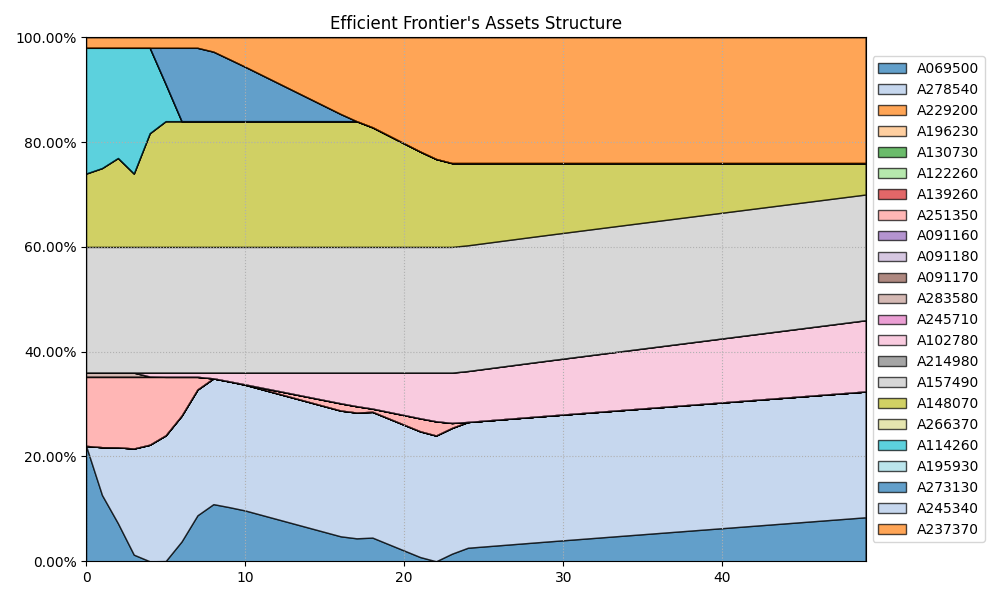 Efficient Frontier's Assets Structure
100.00%
80.00%
60.00%
40.00%
20.00%
0.00%
0
10
20
30
40
A069500
A278540
A229200
A196230
A130730
A122260
A139260
A251350
A091160
A091180
A091170
A283580
A245710
A102780
A214980
A157490
A148070
A266370
A114260
A195930
A273130
A245340
A237370